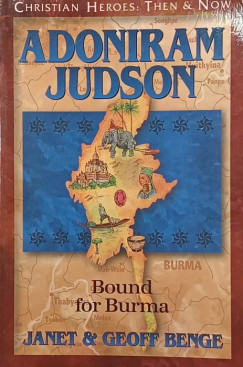 CHRISTIAN HEROES: THEN & NOW
ADONIRAM
JUDSON
BURMA
Bound
for Burma
JANET & GEOFF BENGE